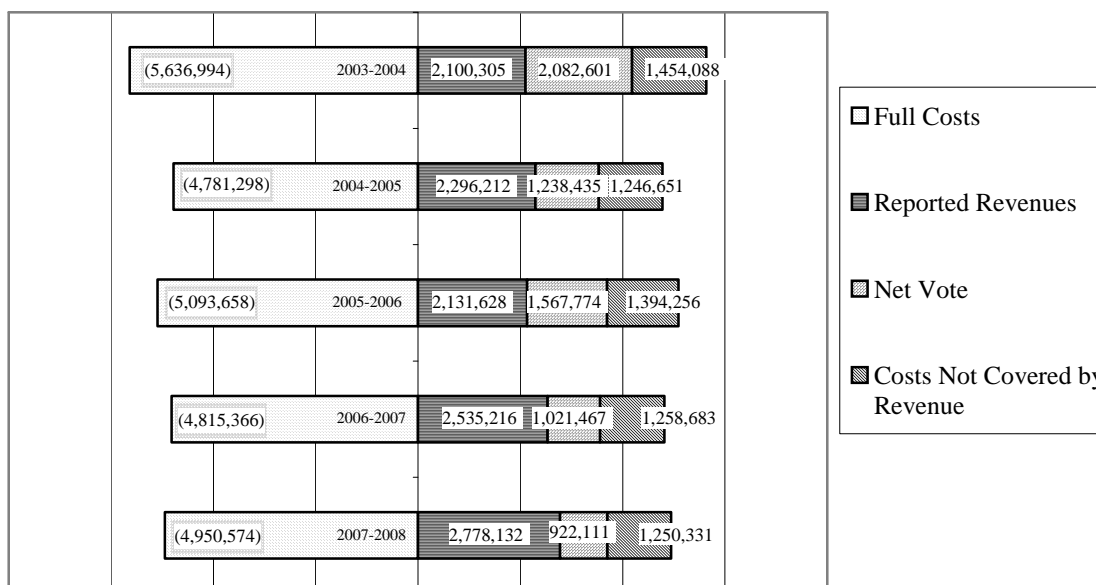 (5,636,994) 2003-2004 2,100,305 2,082,601 1,454,088
(4,781,298) 2004-2005 2,296,212 1,238,435 1,246,651
(5,093,658) 2005-2006 2,131,628 1,567,774 1,394,256
(4,815,366) 2006-2007 2,535,216 1,021,467 1,258,683
(4,950,574) 2007-2008 2,778,132 922,111 1,250,331
Full Costs
Reported Revenues
Net Vote
Costs Not Covered by
Revenue